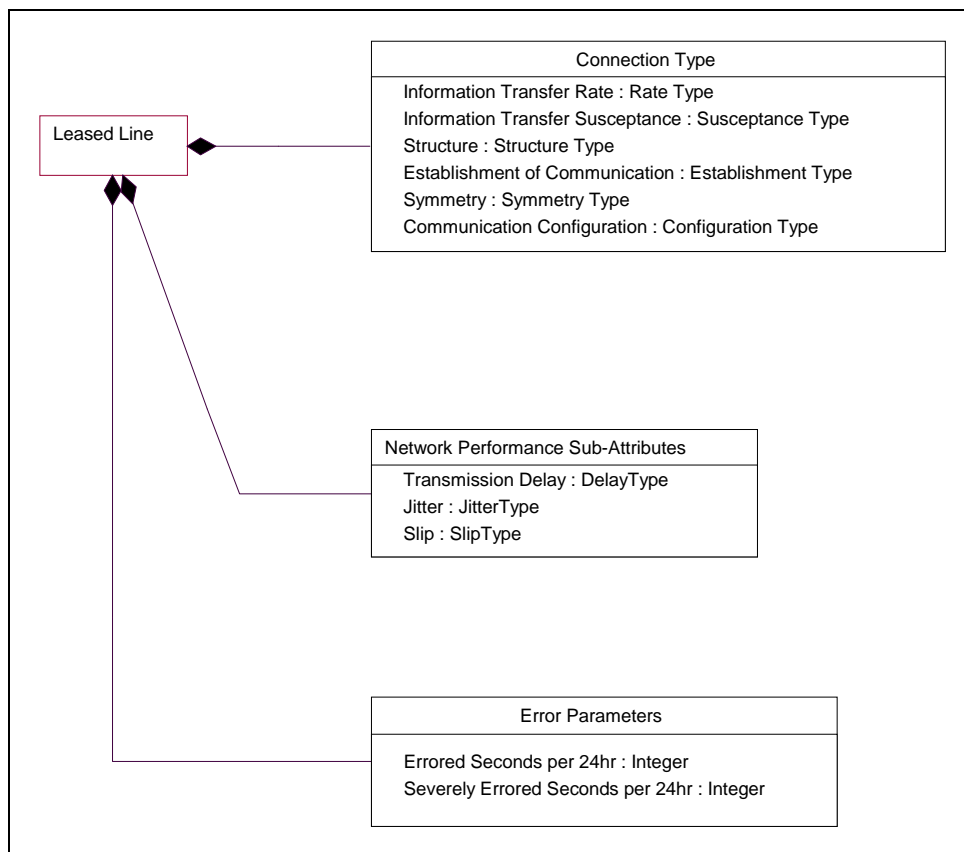 Connection Type
Information Transfer Rate : Rate Type
Information Transfer Susceptance : Susceptance Type
Structure : Structure Type
Establishment of Communication : Establishment Type
Symmetry : Symmetry Type
Communication Configuration : Configuration Type
Leased Line
Network Performance Sub-Attributes
Transmission Delay : DelayType
Jitter : JitterType
Slip : SlipType
Error Parameters
Errored Seconds per 24hr : Integer
Severely Errored Seconds per 24hr : Integer